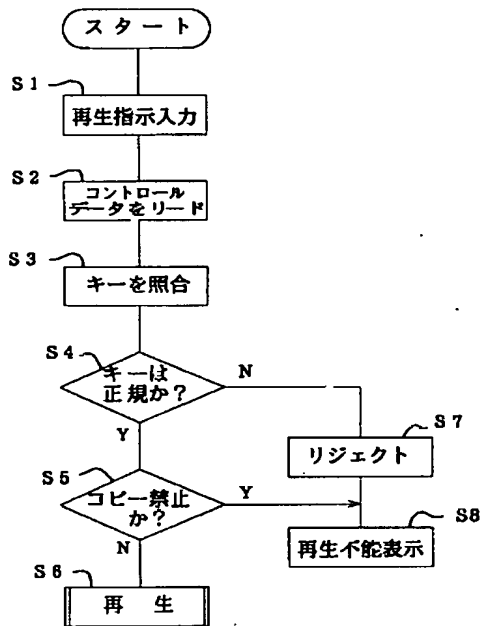 スタート
S1
再生指示入力
S2
コントロール
データをリード
S3
キーを照合
S4
キーは
正規か?
N
Y
S7
リジェクト
S5
コピー禁止
か?
Y
N
S8
再生不能表示
S6
再 生